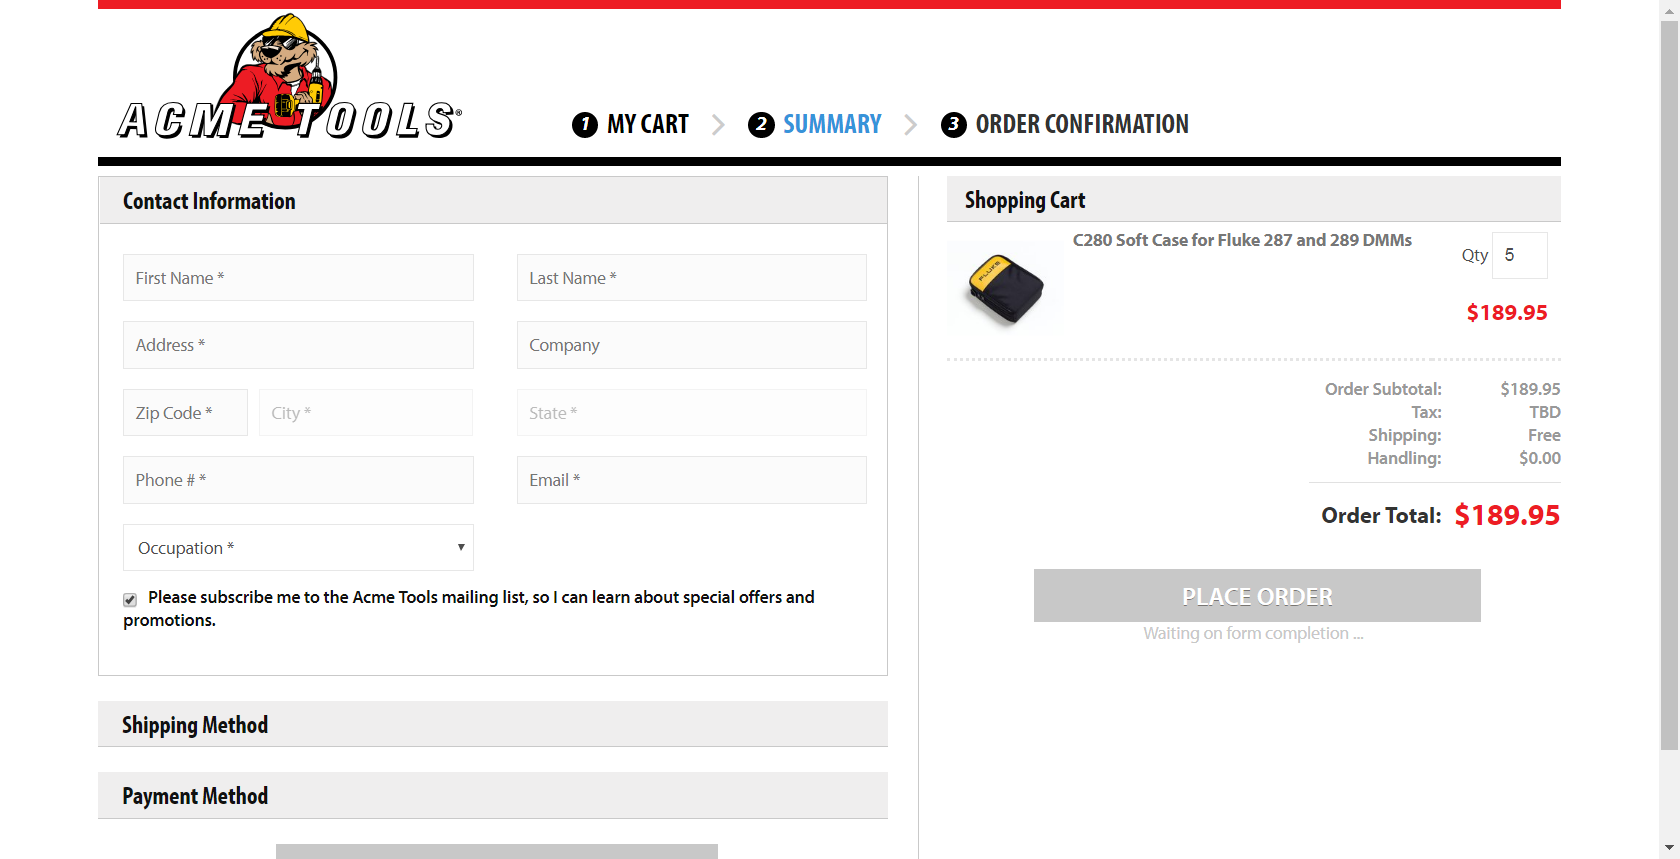 ACME TOOLS®
1 MY CART
2 SUMMARY
3 ORDER CONFIRMATION
Contact Information
First Name *
Last Name *
Address *
Company
Zip Code *
City *
State *
Phone # *
Email *
Occupation *
Please subscribe me to the Acme Tools mailing list, so I can learn about special offers and
promotions.
Shipping Method
Payment Method
Shopping Cart
FLUKE
C280 Soft Case for Fluke 287 and 289 DMMs
Qty 5
$189.95
Order Subtotal: $189.95
Tax: TBD
Shipping: Free
Handling: $0.00
Order Total: $189.95
PLACE ORDER
Waiting on form completion ...